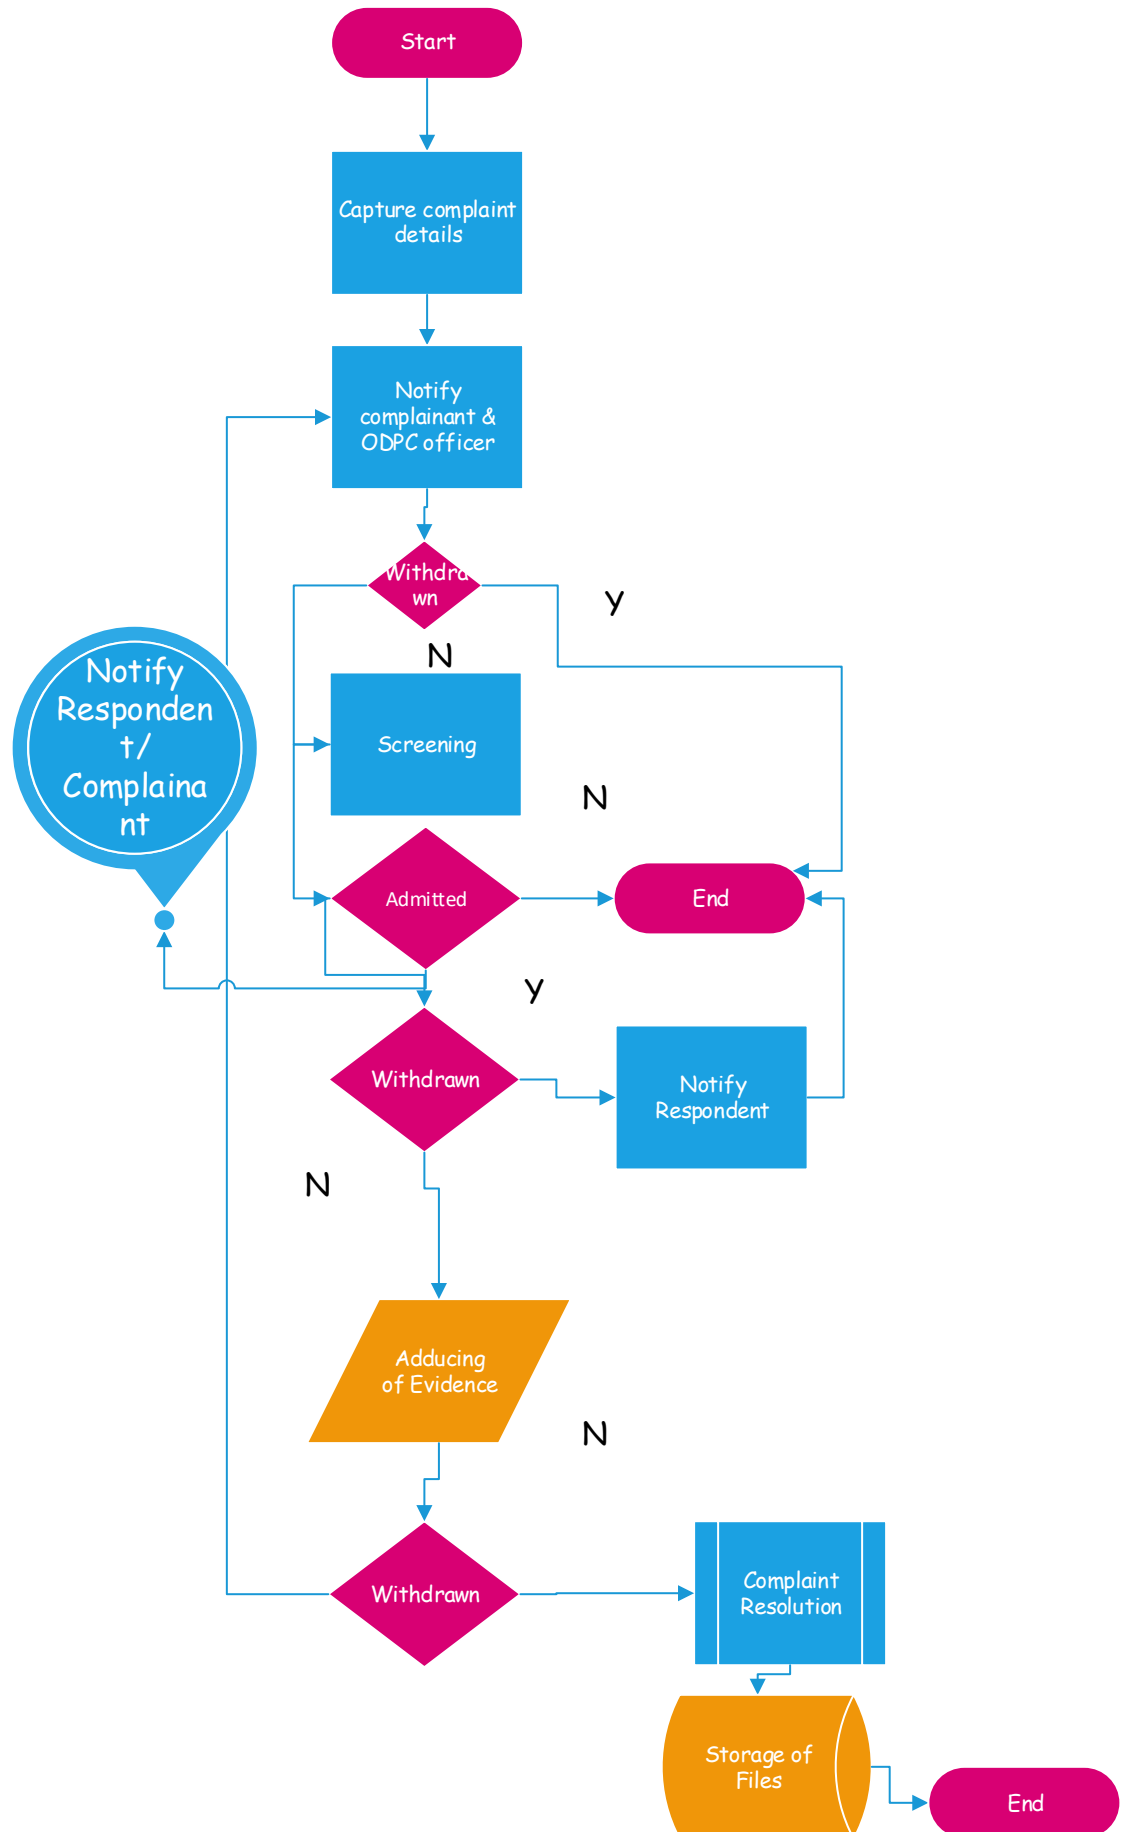 Start
Capture complaint
details
Notify
complainant &
ODPC officer
Withdra
wn
y
N
Notify
Responden
t/
Complaina
nt
Screening
N
Admitted
End
y
Withdrawn
Notify
Respondent
N
Adducing
of Evidence
N
Withdrawn
Complaint
Resolution
Storage of
Files
End